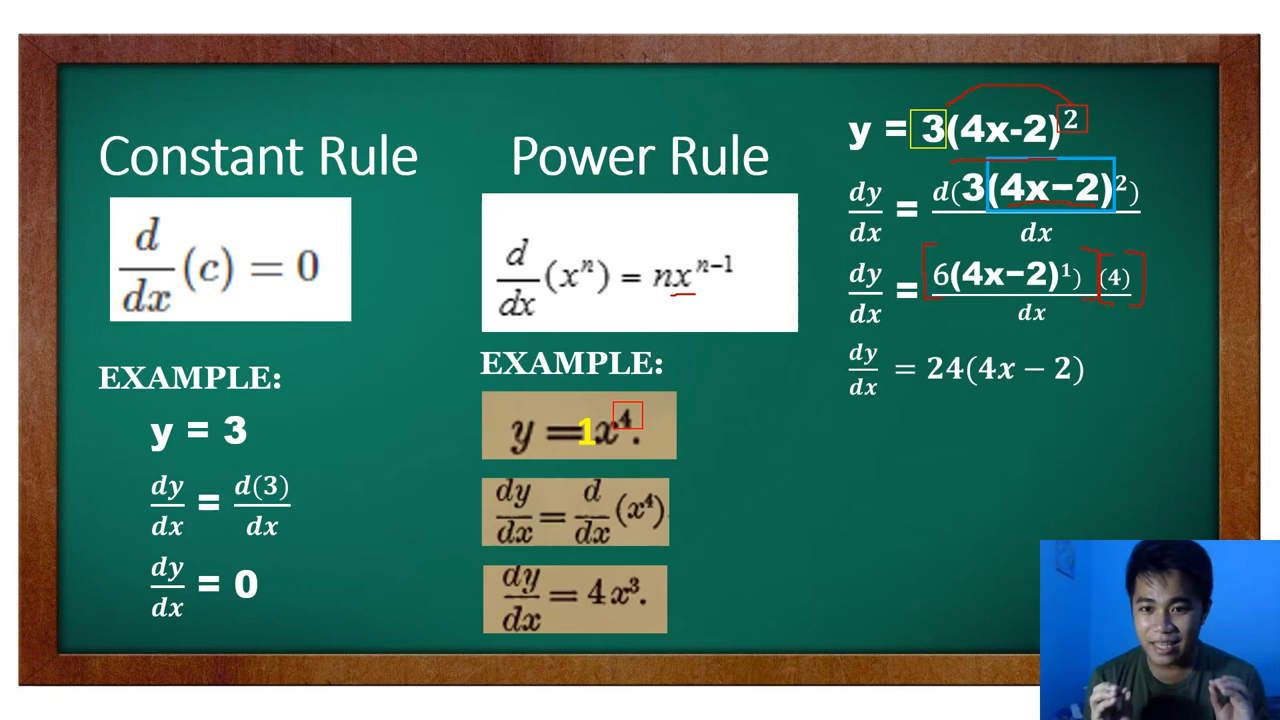 Constant Rule
d/dx (c) = 0
EXAMPLE:
y = 3
dy/dx = d(3)/dx
dy/dx = 0
Power Rule
d/dx (xⁿ) = nxⁿ⁻¹
EXAMPLE:
y = 1x⁴.
dy/dx = d/dx (x⁴)
dy/dx = 4x³.
y = 3(4x-2)²
dy/dx = d(3(4x−2)²)/dx
dy/dx = 6(4x−2)¹) (4)/dx
dy/dx = 24(4x − 2)